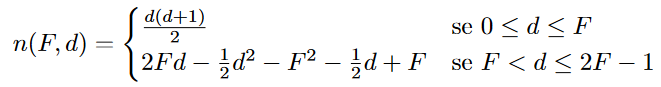 n(F, d) = { d(d+1)/2 se 0 ≤ d ≤ F
2Fd − ½d² − F² − ½d + F se F < d ≤ 2F − 1